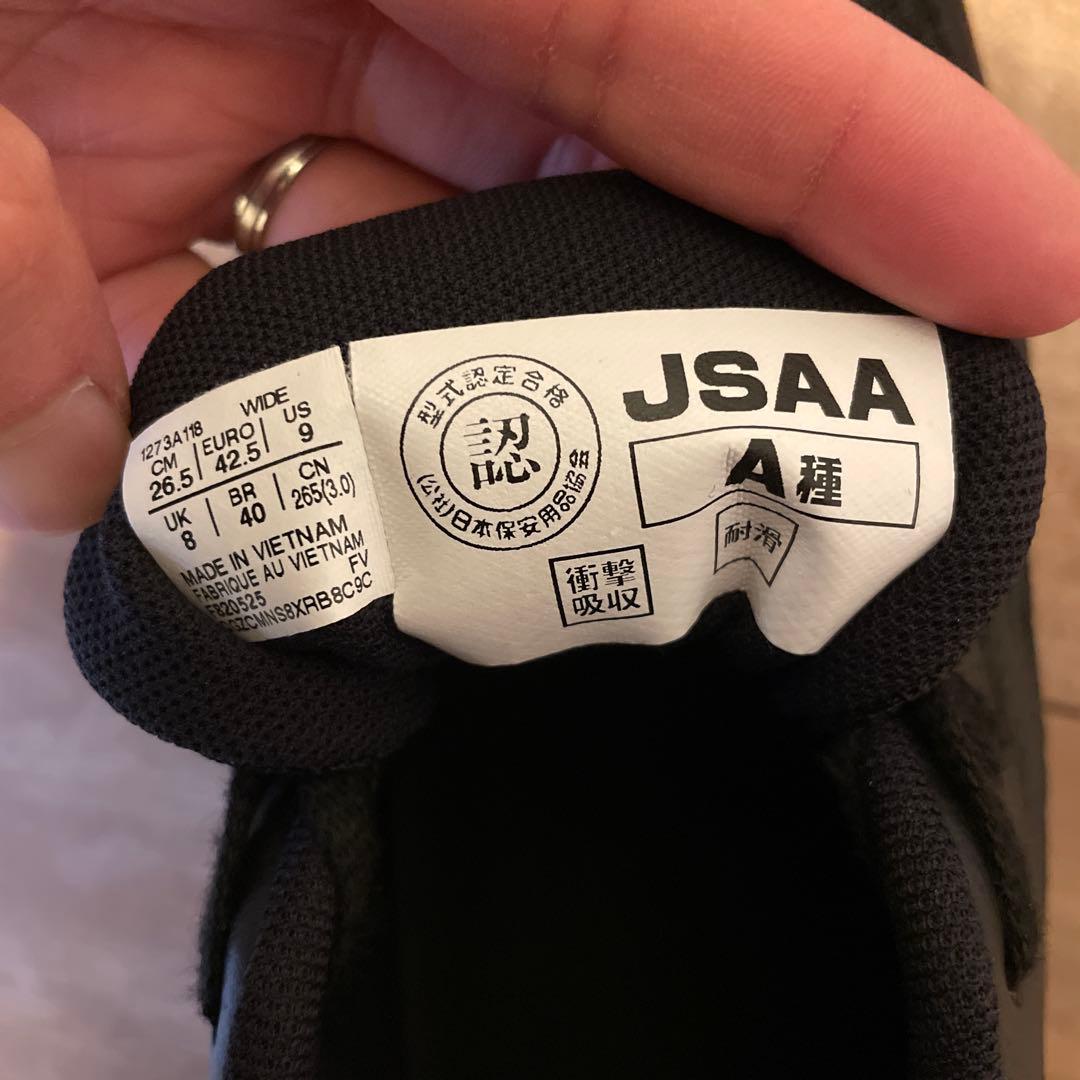 1273A118 WIDE
CM EURO US
26.5 42.5 9
UK BR CN
8 40 265(3.0)
MADE IN VIETNAM
FABRIQUE AU VIETNAM
FV
820525
ZCMNS8XRB8C9C
型式認定合格
認
(公社)日本保安用品協会
JSAA
A種
耐滑
衝撃
吸収